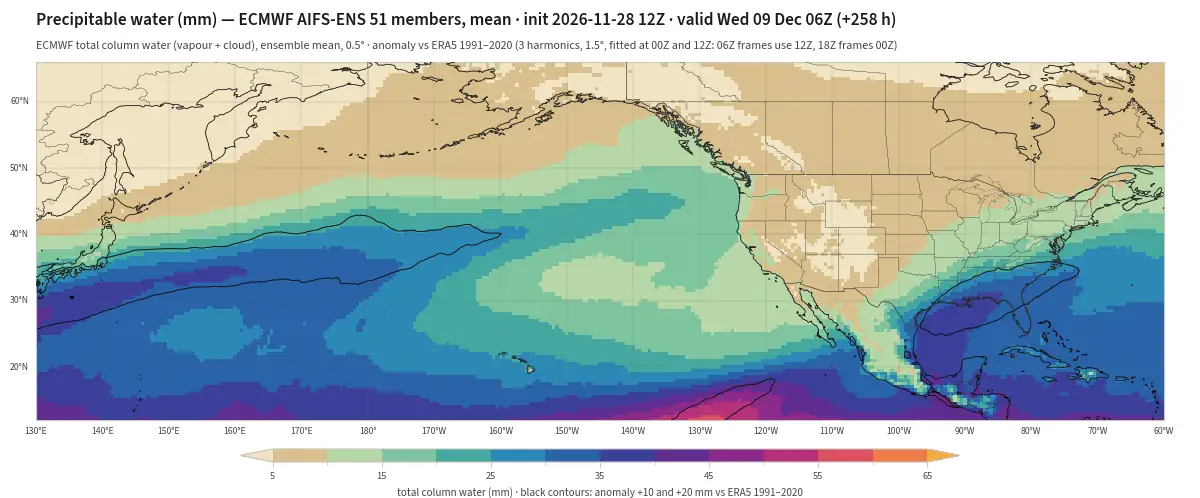 Precipitable water (mm) — ECMWF AIFS-ENS 51 members, mean · init 2026-11-28 12Z · valid Wed 09 Dec 06Z (+258 h)
ECMWF total column water (vapour + cloud), ensemble mean, 0.5° · anomaly vs ERA5 1991–2020 (3 harmonics, 1.5°, fitted at 00Z and 12Z: 06Z frames use 12Z, 18Z frames 00Z)
60°N
50°N
40°N
30°N
20°N
130°E 140°E 150°E 160°E 170°E 180° 170°W 160°W 150°W 140°W 130°W 120°W 110°W 100°W 90°W 80°W 70°W 60°W
5 15 25 35 45 55 65
total column water (mm) · black contours: anomaly +10 and +20 mm vs ERA5 1991–2020